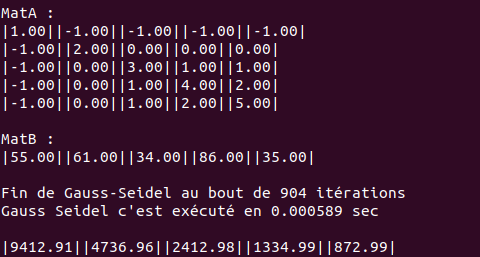 MatA :
|1.00||-1.00||-1.00||-1.00||-1.00|
|-1.00||2.00||0.00||0.00||0.00|
|-1.00||0.00||3.00||1.00||1.00|
|-1.00||0.00||1.00||4.00||2.00|
|-1.00||0.00||1.00||2.00||5.00|
MatB :
|55.00||61.00||34.00||86.00||35.00|
Fin de Gauss-Seidel au bout de 904 itérations
Gauss Seidel c'est exécuté en 0.000589 sec
|9412.91||4736.96||2412.98||1334.99||872.99|